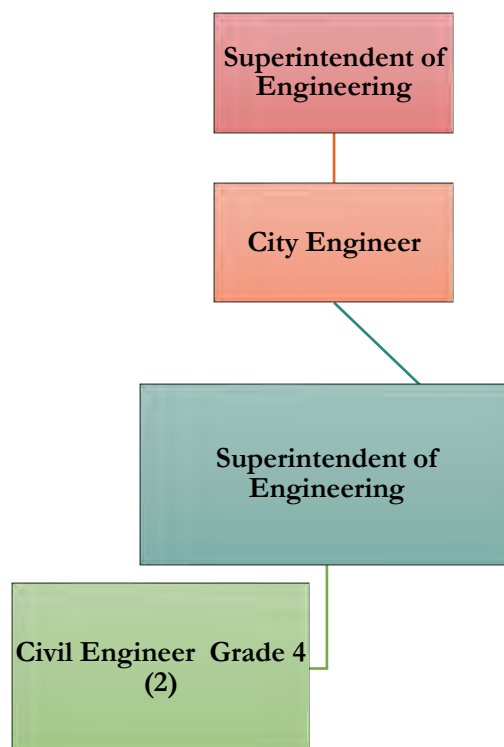 Superintendent of
Engineering
City Engineer
Superintendent of
Engineering
Civil Engineer  Grade 4
(2)